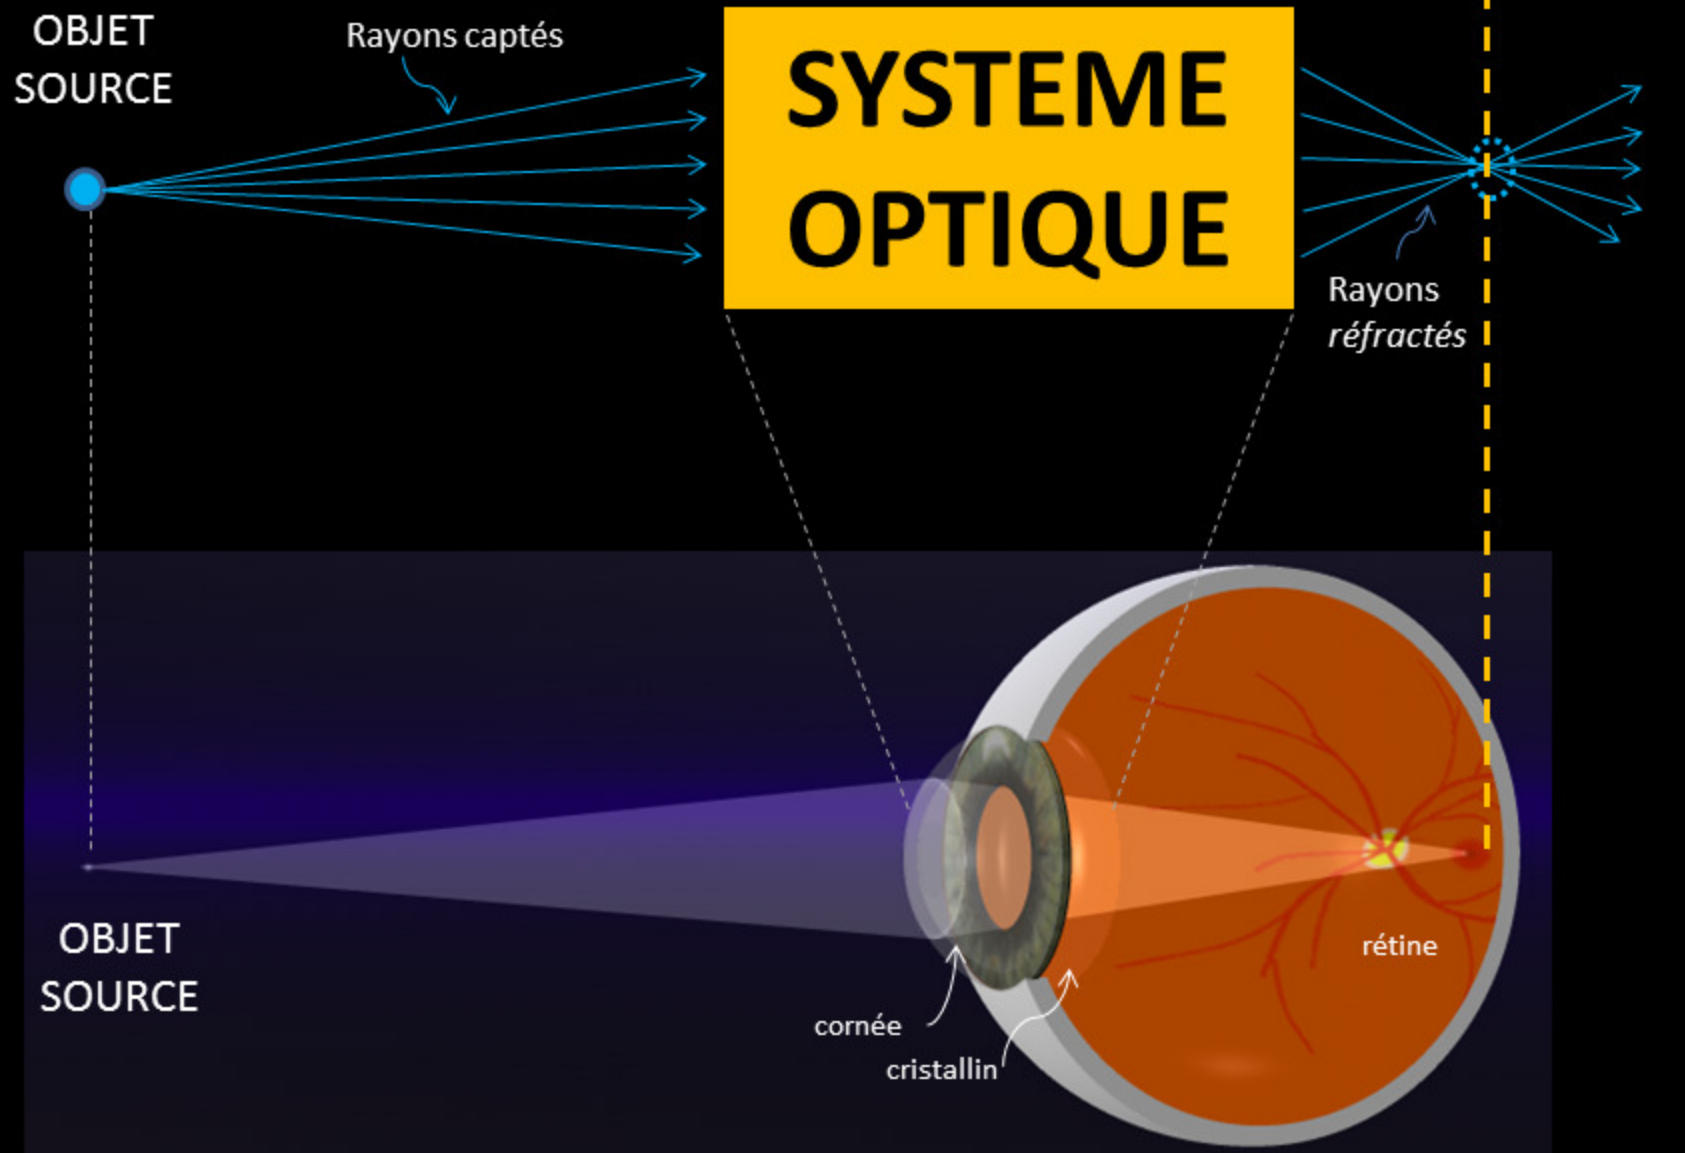 OBJET
SOURCE
Rayons captés
SYSTEME
OPTIQUE
Rayons
réfractés
OBJET
SOURCE
rétine
cornée
cristallin